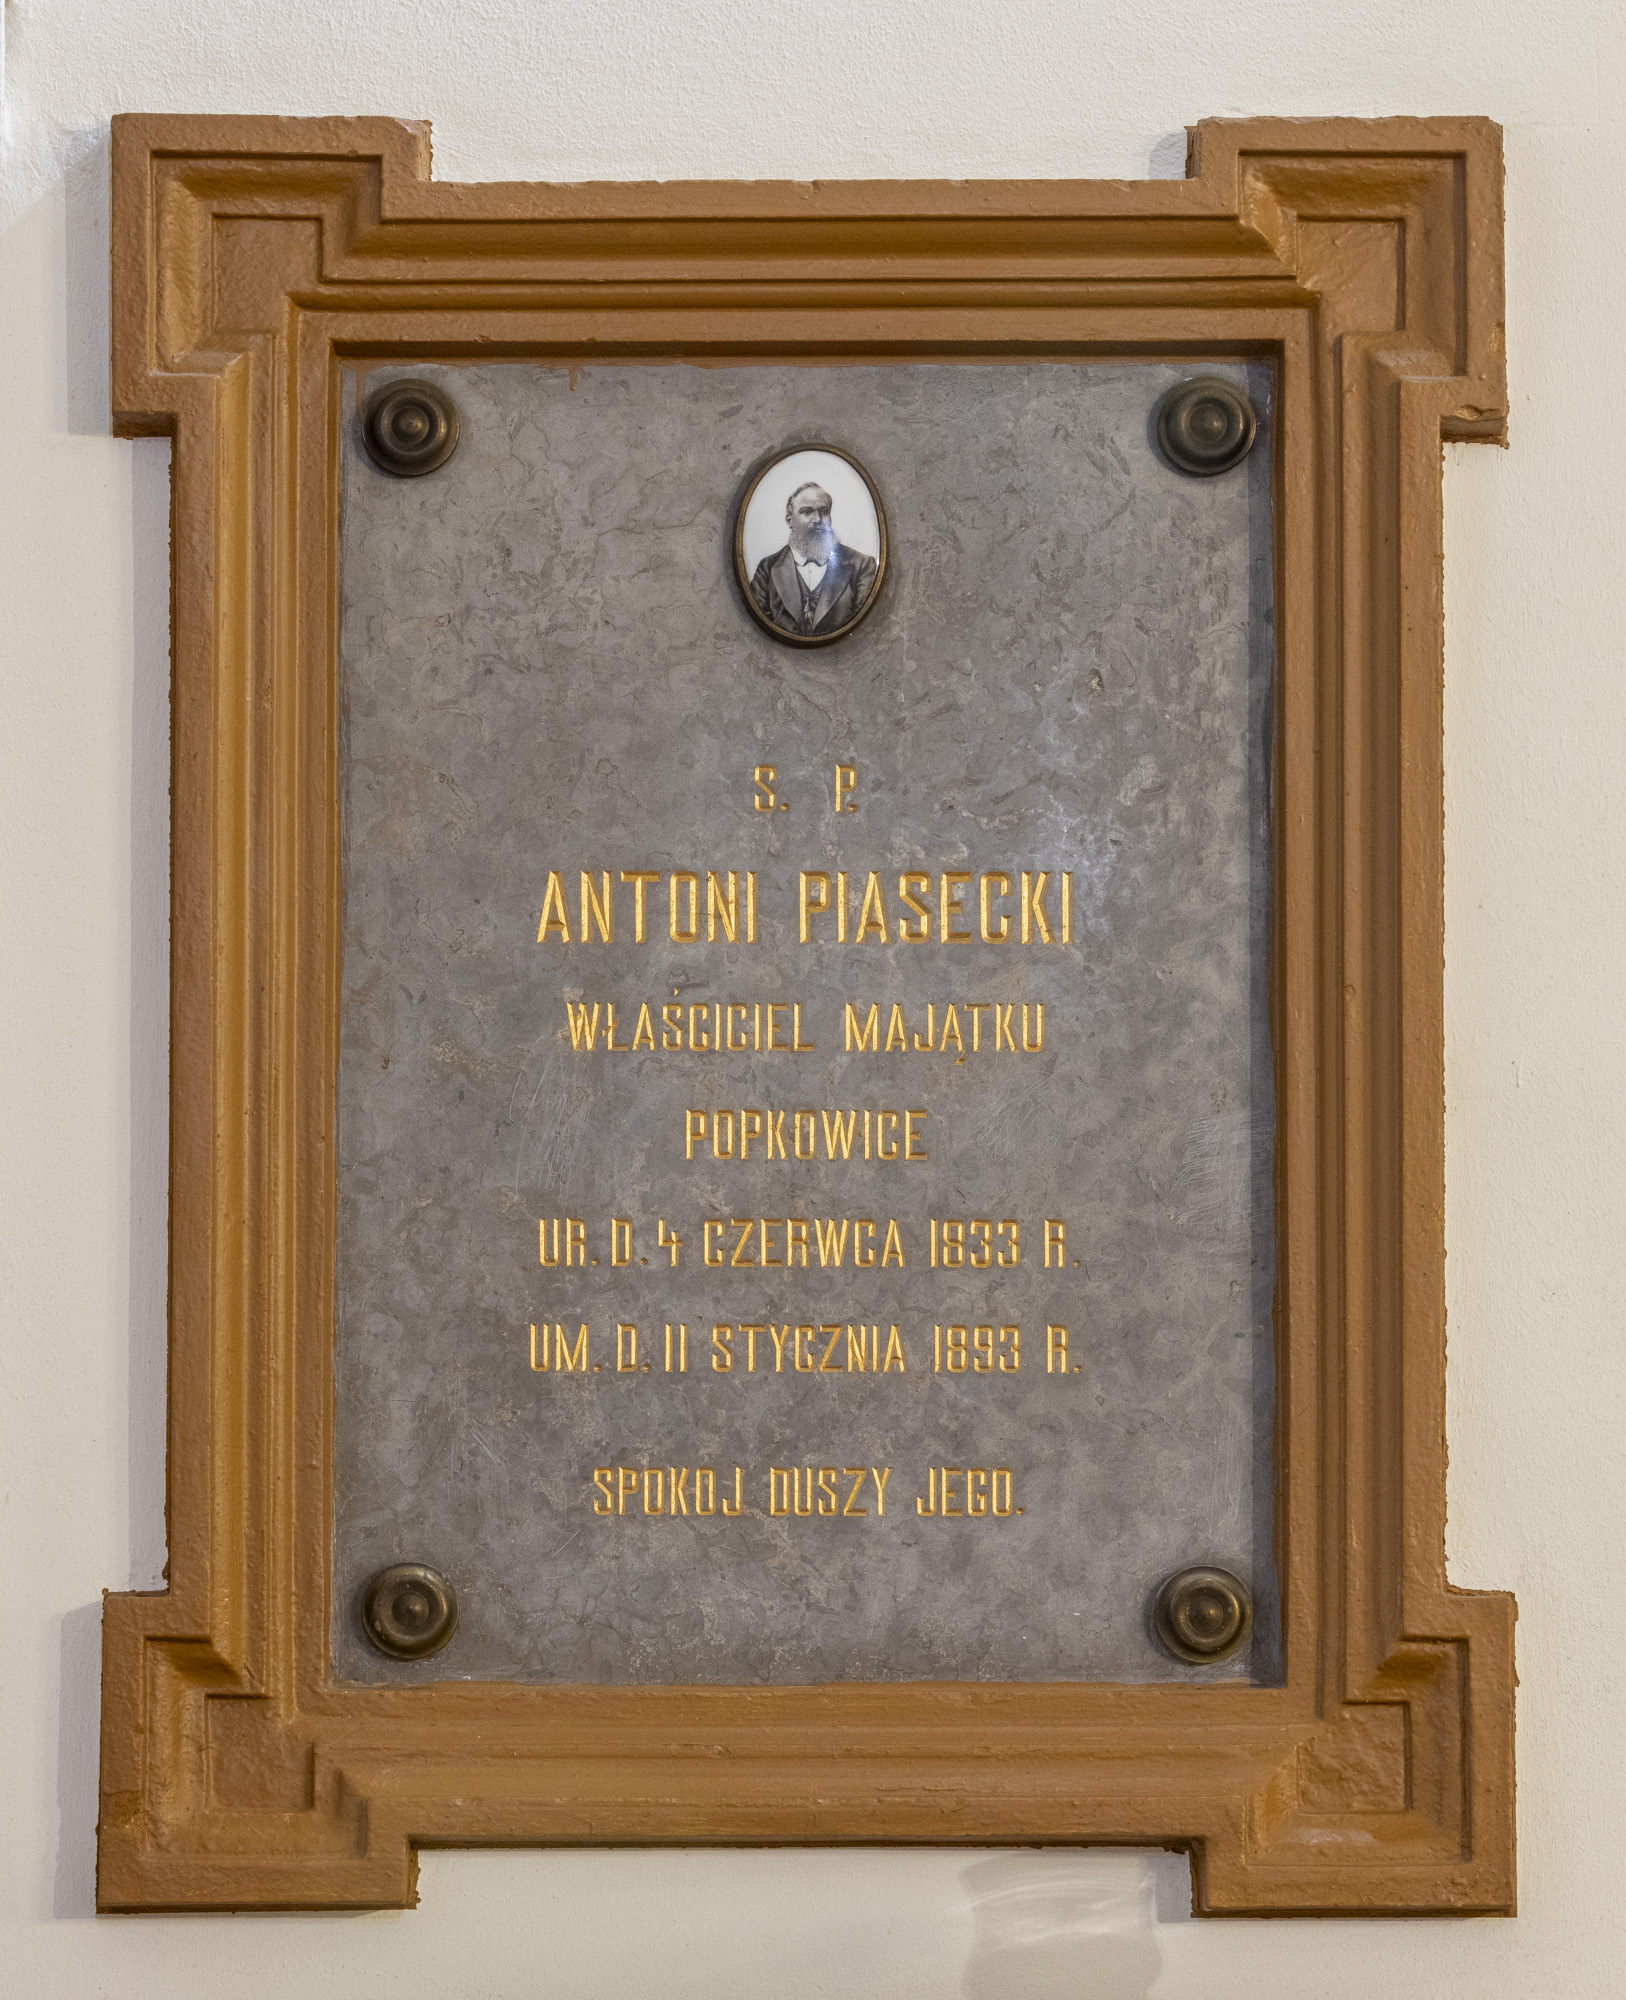 S. P.
ANTONI PIASECKI
WŁAŚCICIEL MAJĄTKU
POPKOWICE
UR. D. 4 CZERWCA 1833 R.
UM. D. 11 STYCZNIA 1893 R.
SPOKOJ DUSZY JEGO.